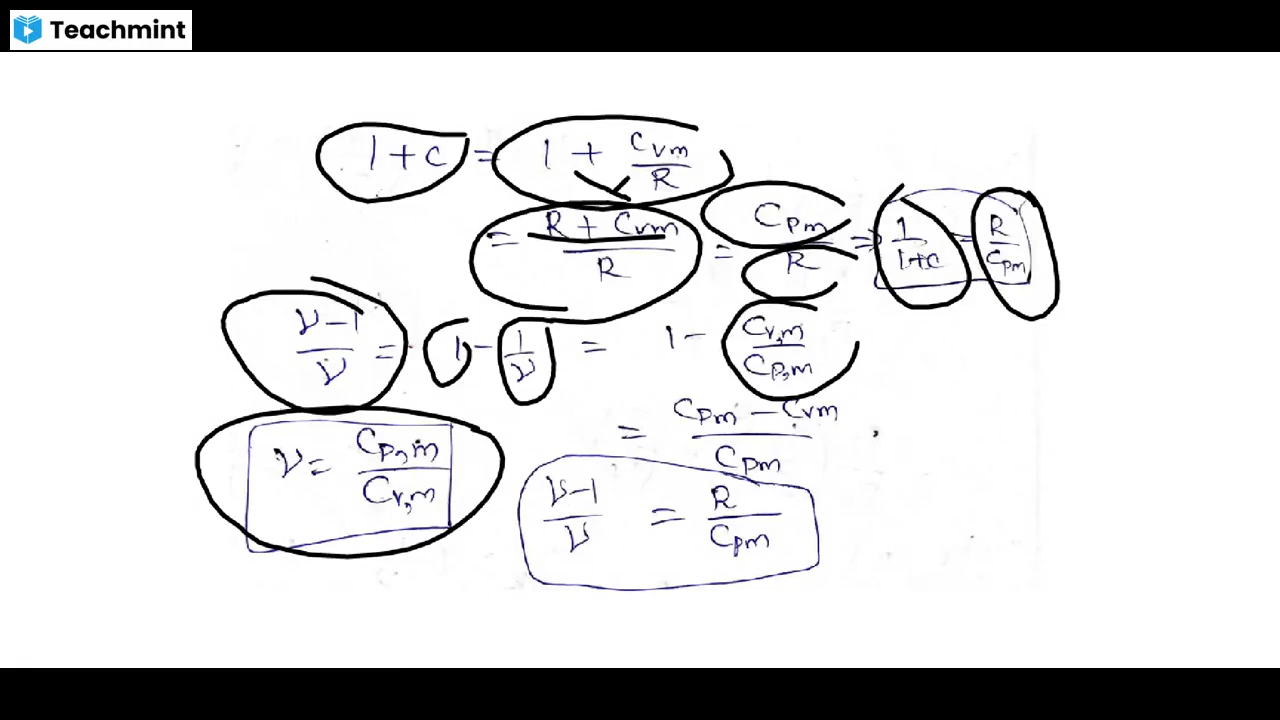 Teachmint
1+c = 1 + Cvm/R
= R + Cvm/R = Cpm/R => 1/1+c = R/Cpm
ν-1/ν = 1 - 1/ν = 1 - Cv,m/Cp,m
= Cpm - Cvm/Cpm
ν = Cp,m/Cv,m
ν-1/ν = R/Cpm